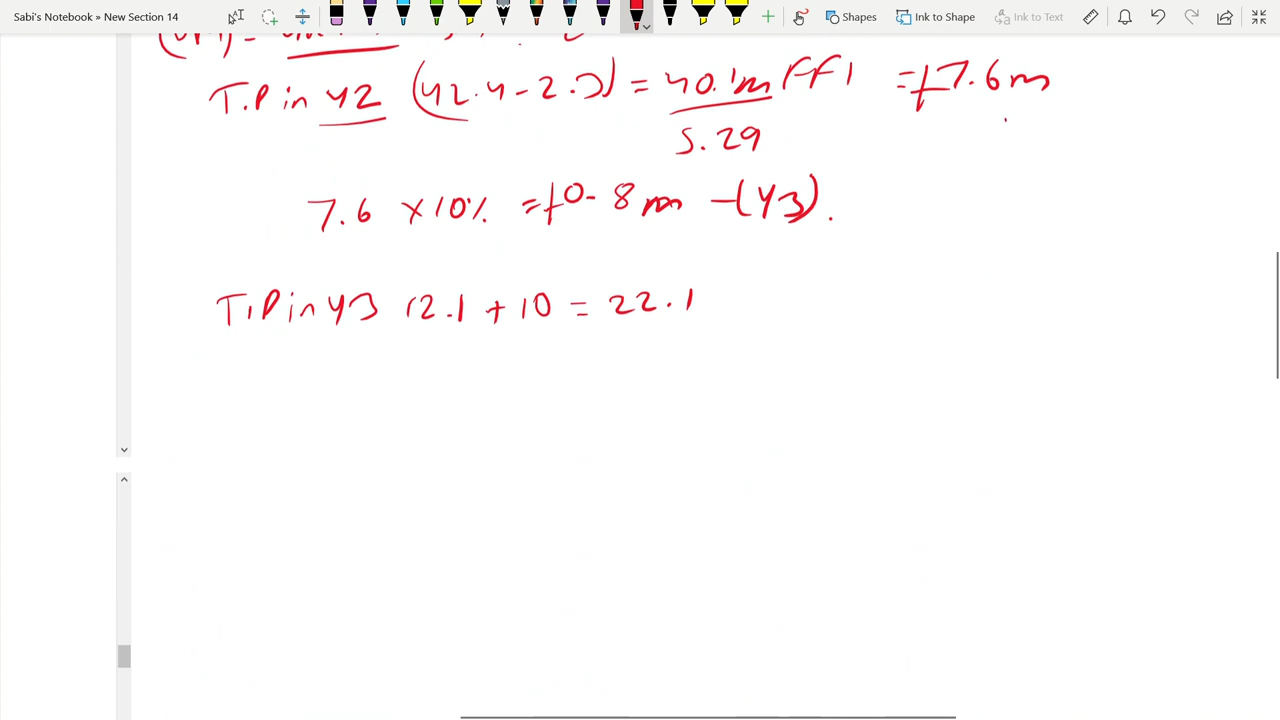 Sabi's Notebook » New Section 14
Shapes
Ink to Shape
Ink to Text
T.P in Y2 (42.4 - 2.3) = 40.1m FF1 = £7.6m
5.29
7.6 × 10% = £0.8m - (Y3).
T.P in Y3 12.1 + 10 = 22.1